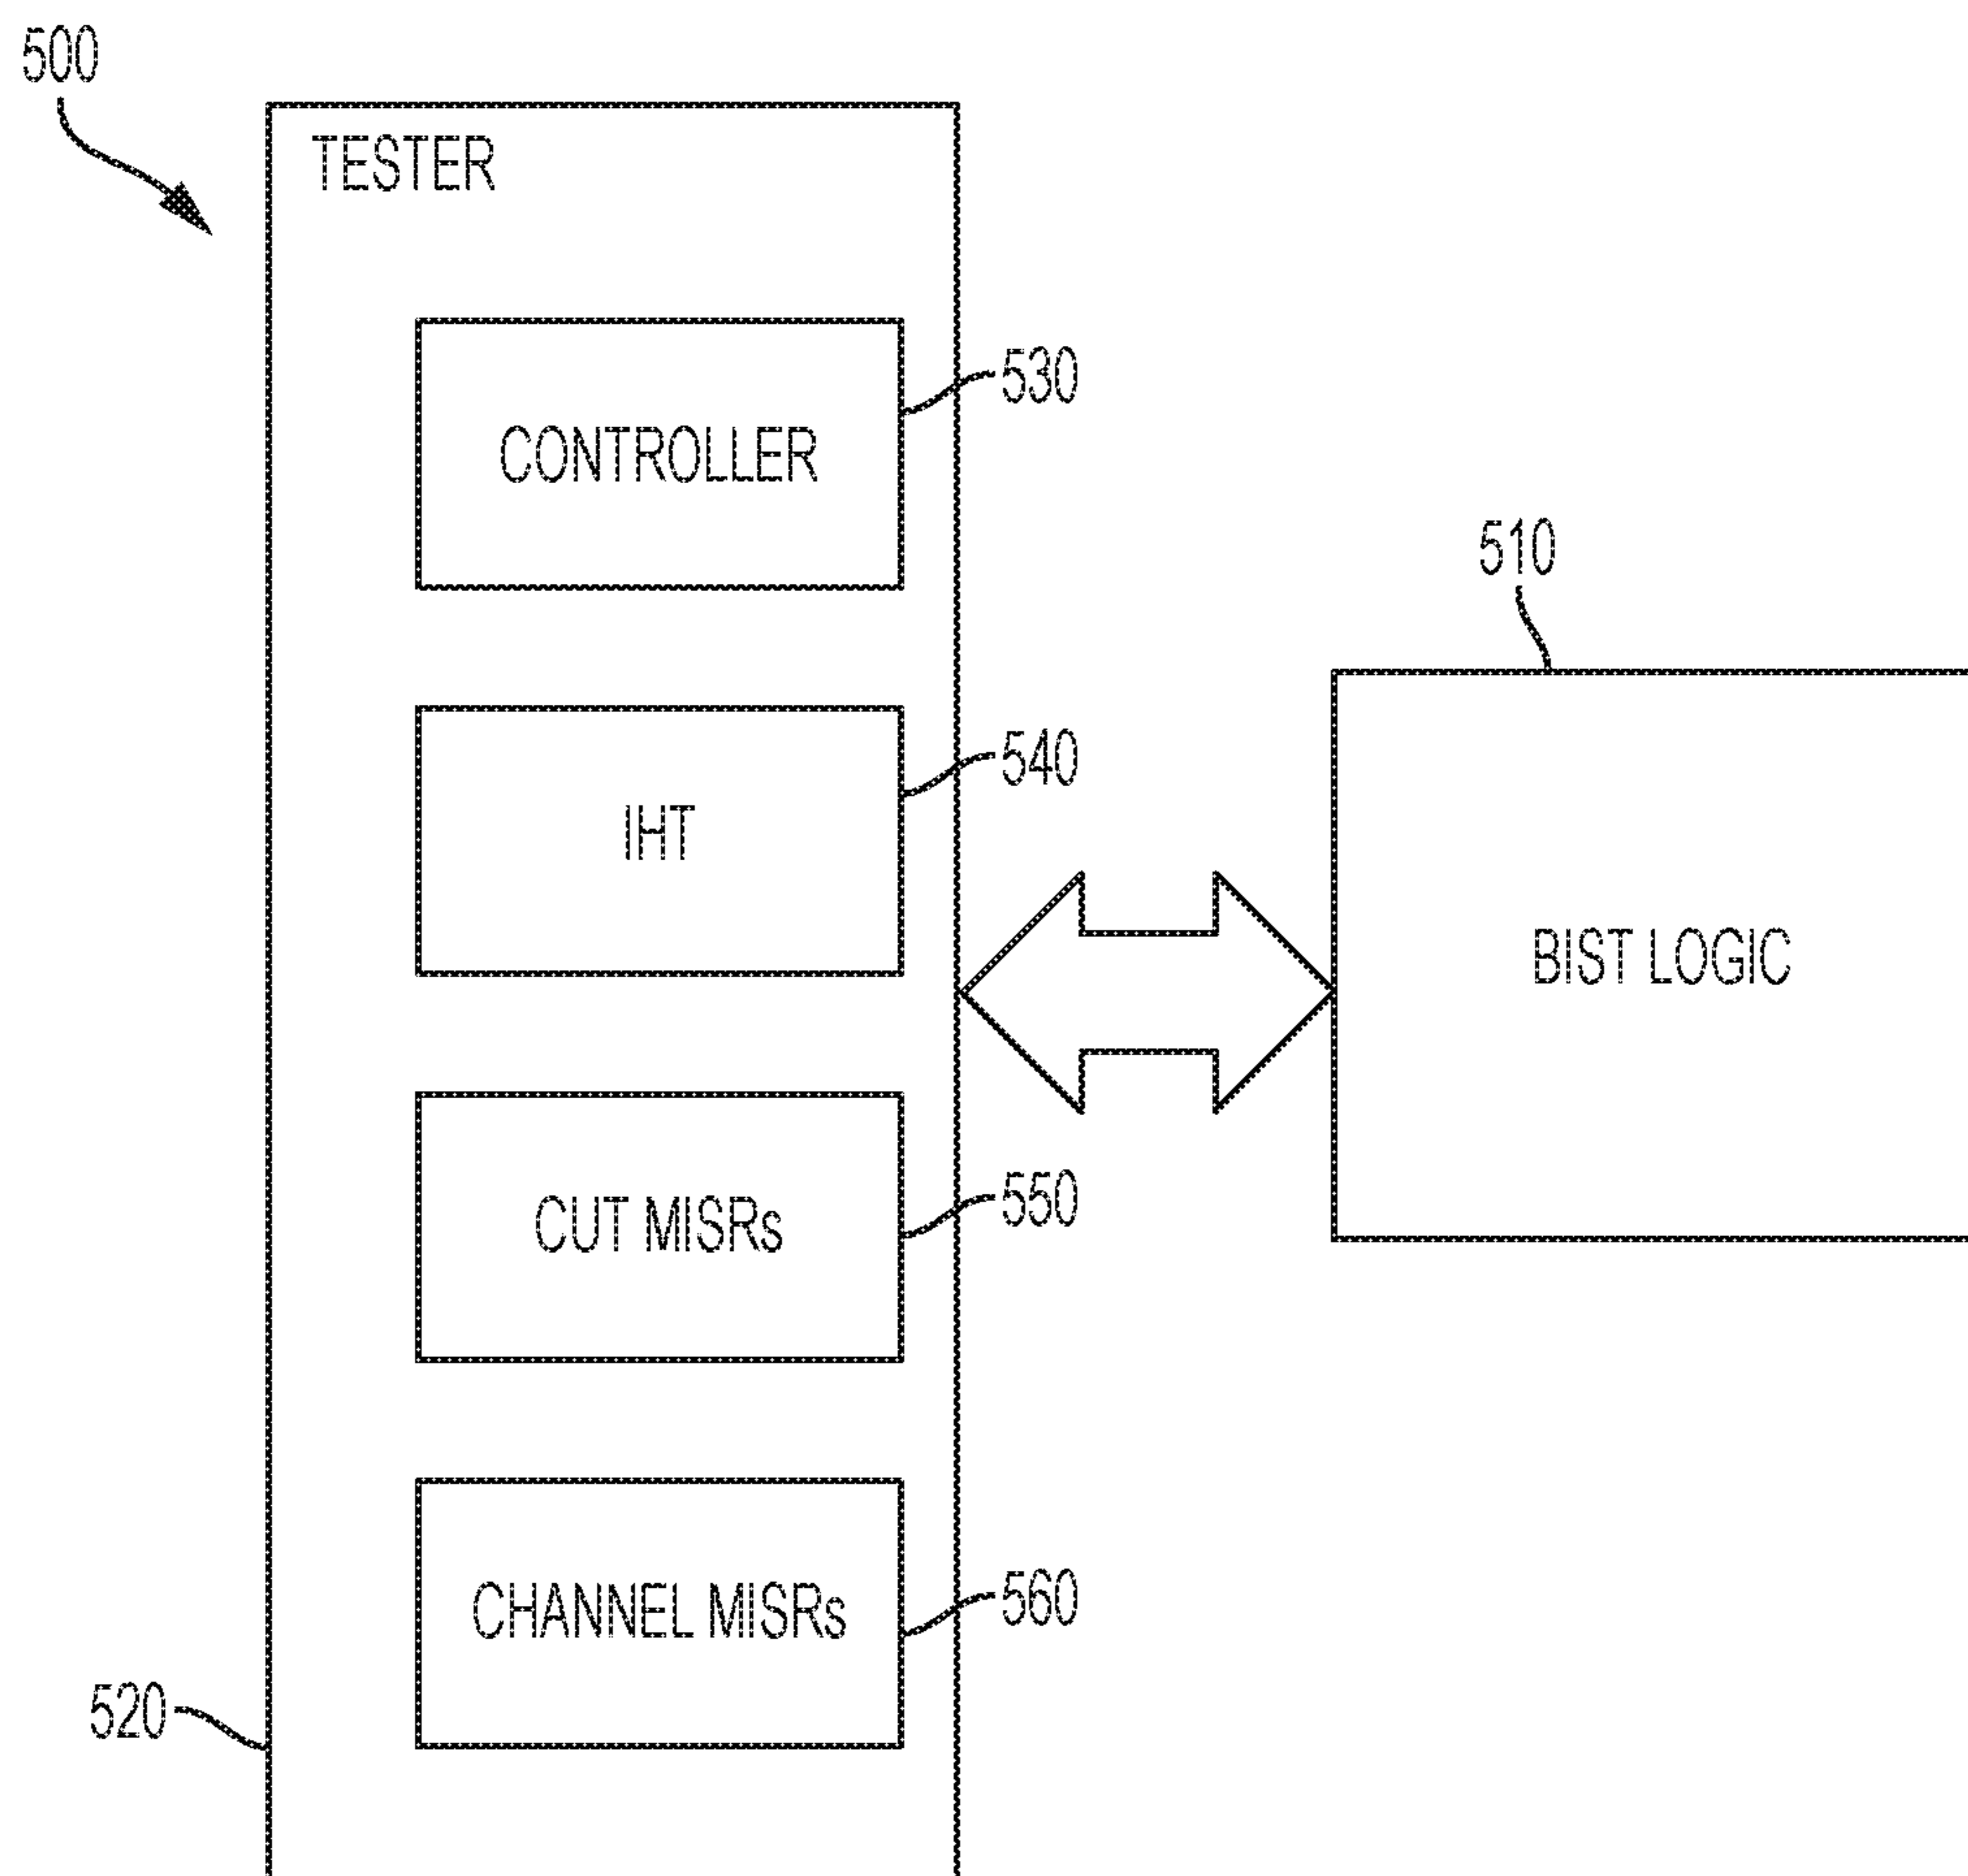 500
TESTER
530
CONTROLLER
510
540
IHT
BIST LOGIC
550
CUT MISRs
560
CHANNEL MISRs
520